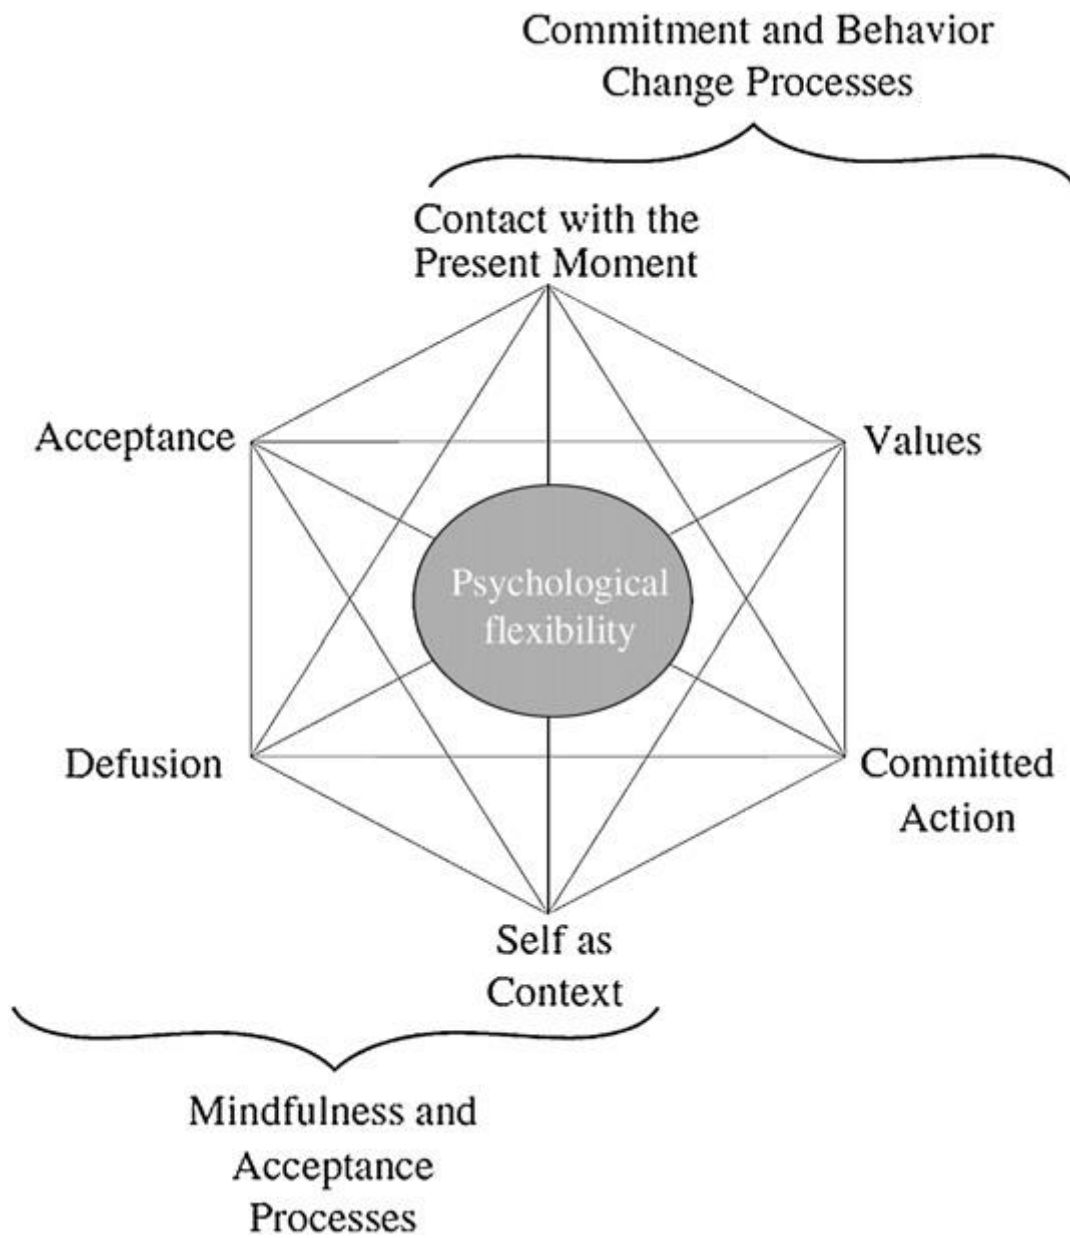 Commitment and Behavior
Change Processes
Contact with the
Present Moment
Acceptance
Values
Psychological
flexibility
Defusion
Committed
Action
Self as
Context
Mindfulness and
Acceptance
Processes